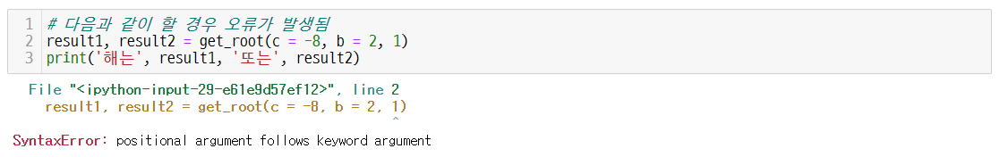 1 # 다음과 같이 할 경우 오류가 발생됨
2 result1, result2 = get_root(c = -8, b = 2, 1)
3 print('해는', result1, '또는', result2)
File "<ipython-input-29-e61e9d57ef12>", line 2
result1, result2 = get_root(c = -8, b = 2, 1)
^
SyntaxError: positional argument follows keyword argument